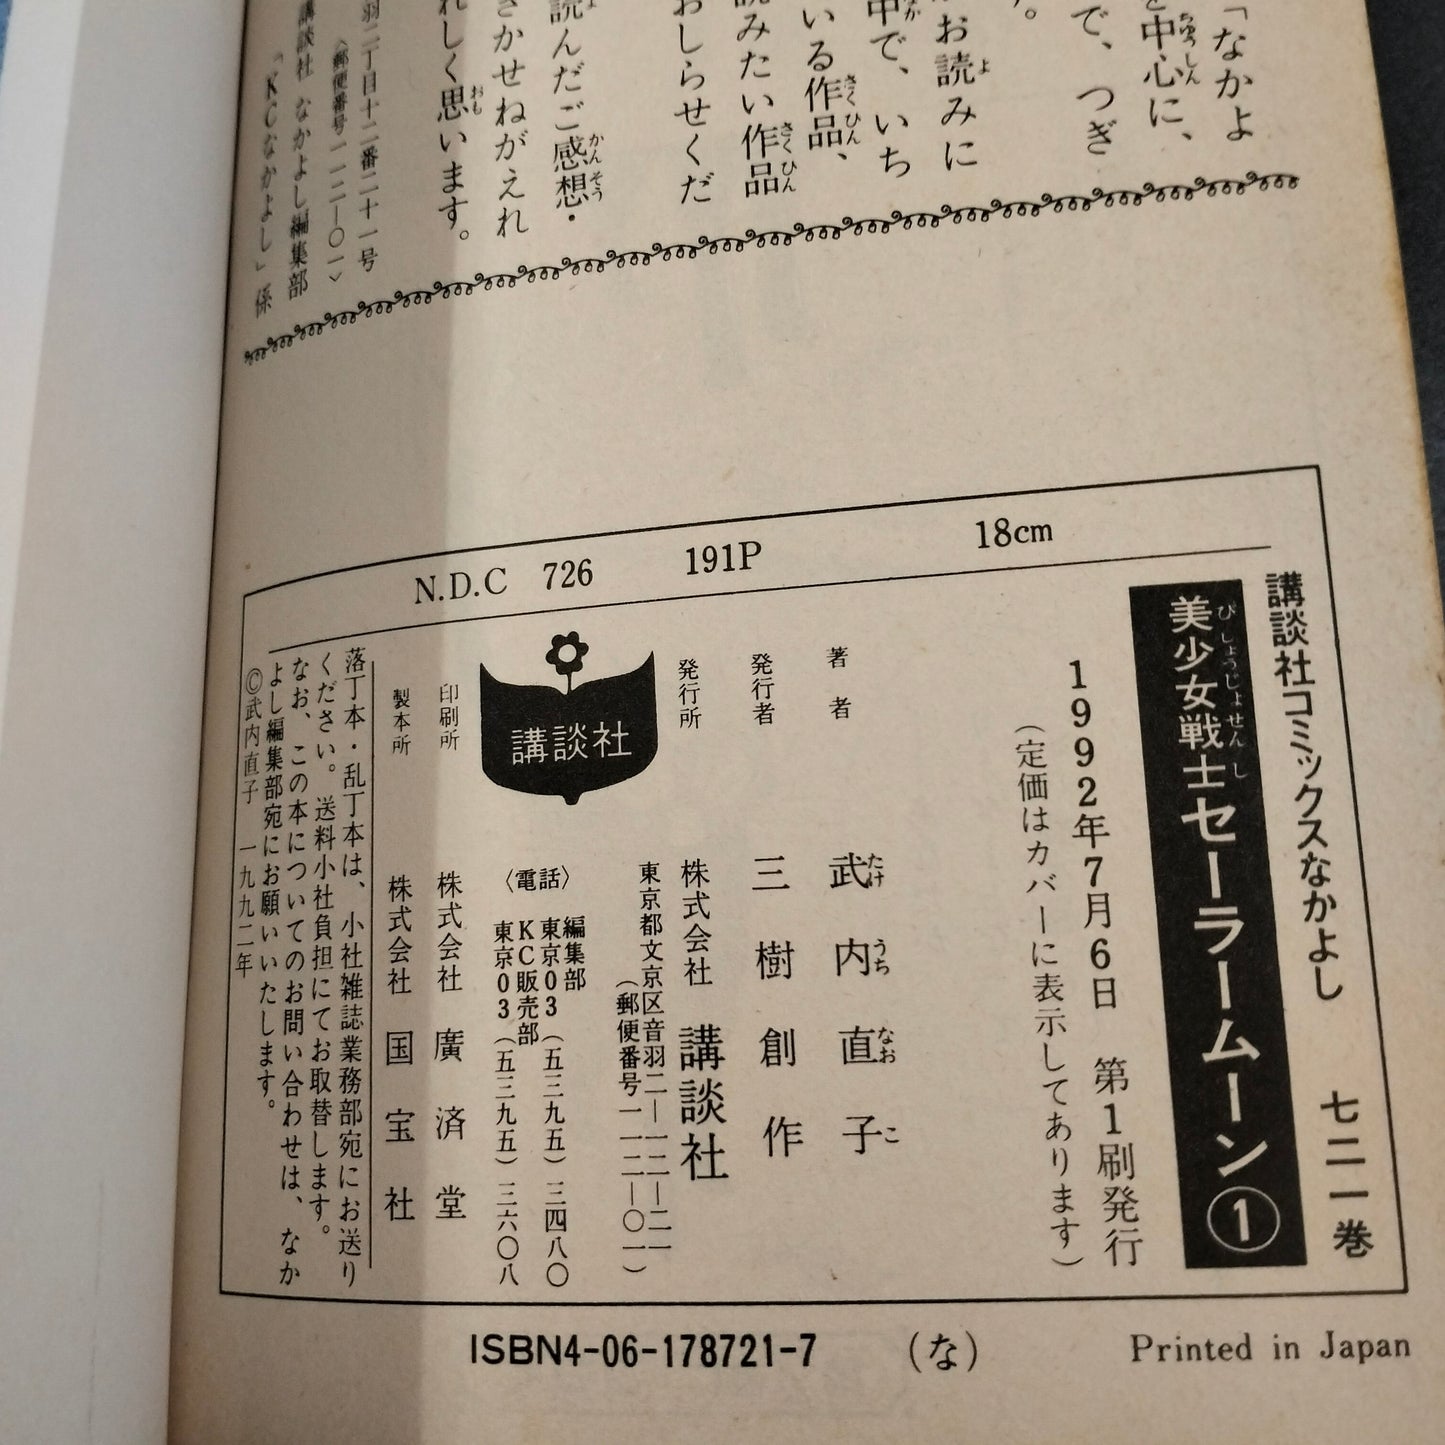 「なかよ
中心に、
で、つぎ
。
お読みに
中で、いち
いる作品、
読みたい作品
おしらせくだ
読んだご感想・
きかせねがえれ
れしく思います。
羽二丁目十二番二十一号
〈郵便番号一一二―〇一〉
講談社 なかよし編集部
「KCなかよし」係
N.D.C 726 191P 18cm
講談社コミックスなかよし 七二一巻
美少女戦士セーラームーン①
1992年7月6日 第1刷発行
(定価はカバーに表示してあります)
著者 武内直子
発行者 三樹創作
発行所 株式会社 講談社
東京都文京区音羽二―一二―二一
(郵便番号一一二―〇一)
〈電話〉 編集部
東京03(五三九五)三四八〇
KC販売部
東京03(五三九五)三六〇八
講談社
印刷所 株式会社 廣済堂
製本所 株式会社 国宝社
落丁本・乱丁本は、小社雑誌業務部宛にお送り
ください。送料小社負担にてお取替します。
なお、この本についてのお問い合わせは、なか
よし編集部宛にお願いいたします。
©武内直子 一九九二年
ISBN4-06-178721-7 (な) Printed in Japan